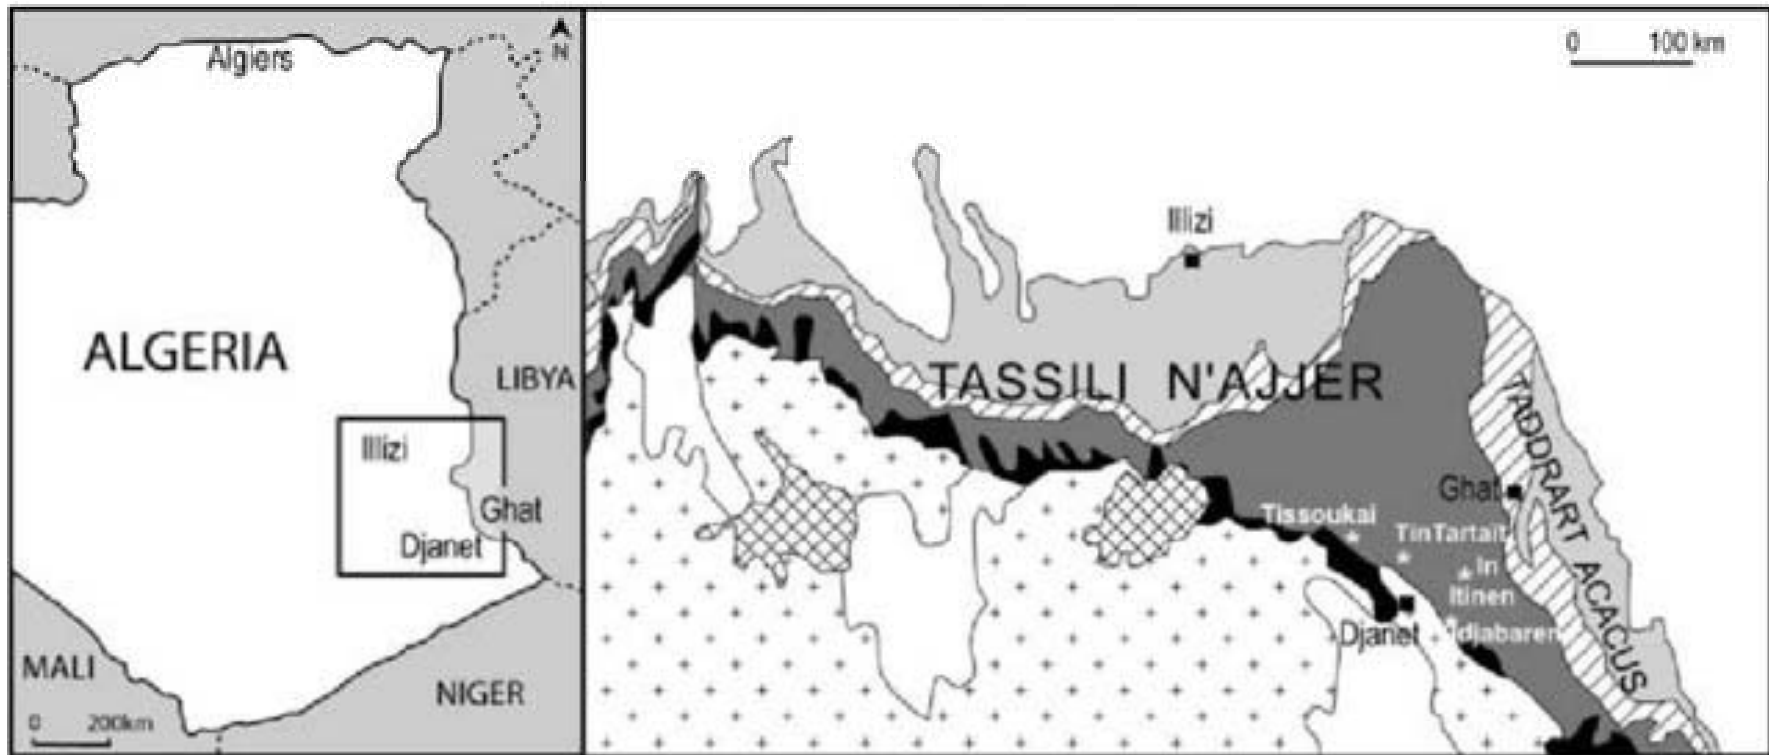 Algiers
N
ALGERIA
LIBYA
Illizi
Ghat
Djanet
MALI
NIGER
0 200km
0 100 km
Illizi
TASSILI N'AJJER
TADDRART ACACUS
Ghat
Tissoukai
TinTartait
In
Itinen
Djanet
Idjabaren